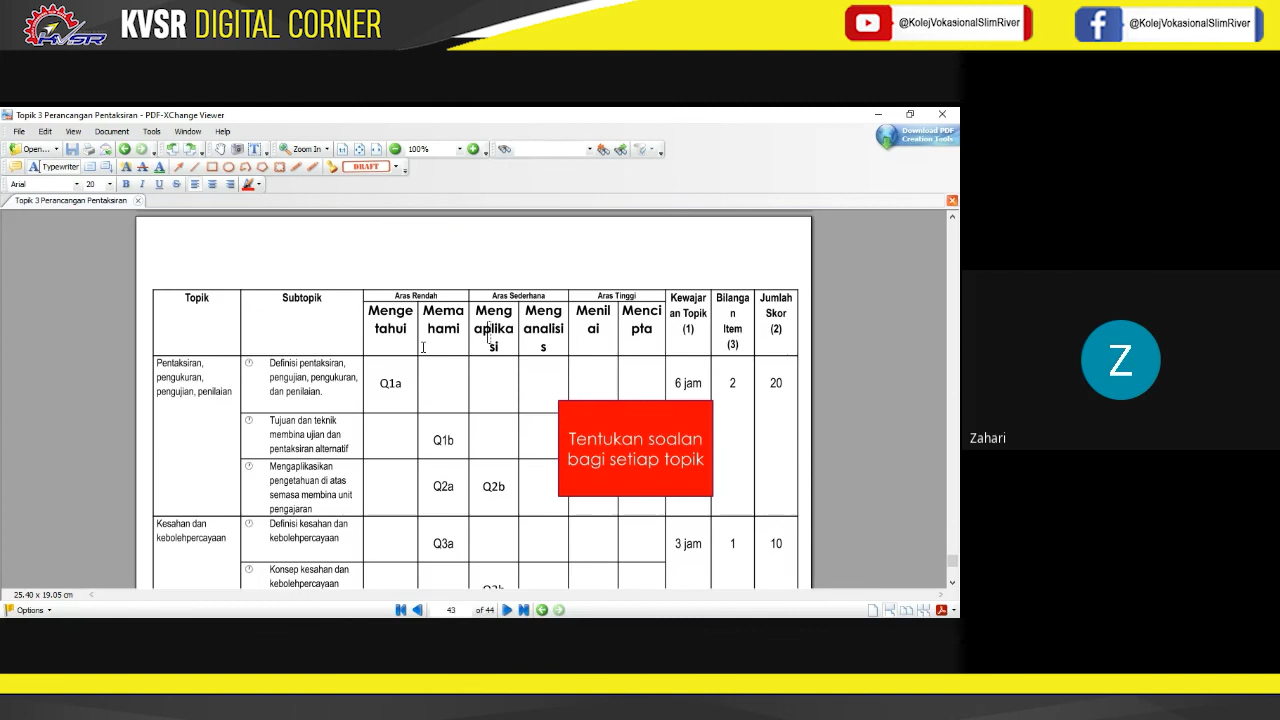 KVSR DIGITAL CORNER
KVSR
@KolejVokasionalSlimRiver
@KolejVokasionalSlimRiver
Topik 3 Perancangan Pentaksiran - PDF-XChange Viewer
File Edit View Document Tools Window Help
Open... Zoom In 100%
Download PDF
Creation Tools
Typewriter DRAFT
Arial 20 B I U S
Topik 3 Perancangan Pentaksiran
Topik Subtopik Aras Rendah Aras Sederhana Aras Tinggi Kewajar Bilanga Jumlah
Menge Mema Meng Meng Menil Menci an Topik n Skor
tahui hami aplika analisi ai pta (1) Item (2)
si s (3)
Pentaksiran, Definisi pentaksiran,
pengukuran, pengujian, pengukuran, Q1a 6 jam 2 20
pengujian, penilaian dan penilaian.
Tujuan dan teknik
membina ujian dan Q1b
pentaksiran alternatif
Tentukan soalan
bagi setiap topik
Mengaplikasikan
pengetahuan di atas Q2a Q2b
semasa membina unit
pengajaran
Kesahan dan Definisi kesahan dan
kebolehpercayaan kebolehpercayaan Q3a 3 jam 1 10
Konsep kesahan dan
kebolehpercayaan
25.40 x 19.05 cm
Options 43 of 44
Z
Zahari